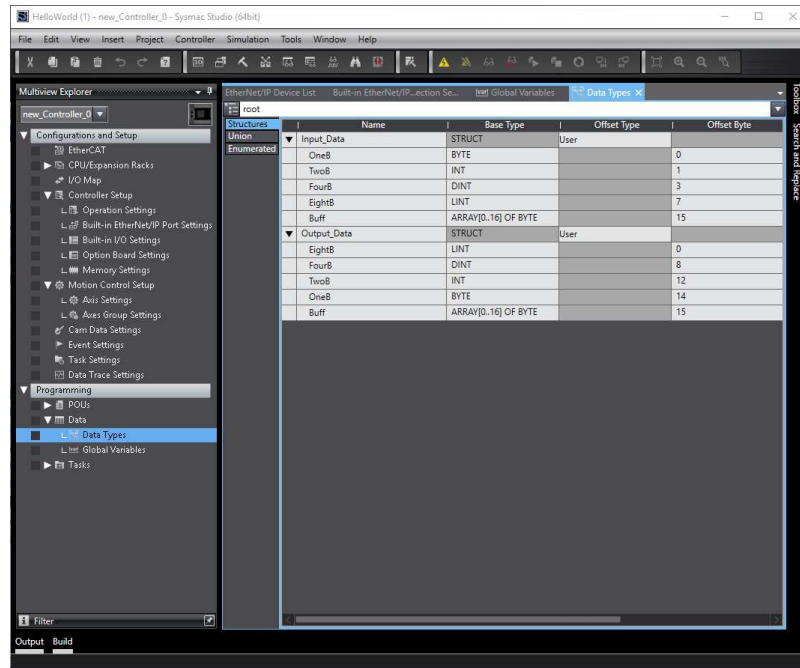 HelloWorld (1) - new_Controller_0 - Sysmac Studio (64bit)
File Edit View Insert Project Controller Simulation Tools Window Help
Multiview Explorer
new_Controller_0
Configurations and Setup
EtherCAT
CPU/Expansion Racks
I/O Map
Controller Setup
Operation Settings
Built-in EtherNet/IP Port Settings
Built-in I/O Settings
Option Board Settings
Memory Settings
Motion Control Setup
Axis Settings
Axes Group Settings
Cam Data Settings
Event Settings
Task Settings
Data Trace Settings
Programming
POUs
Data
Data Types
Global Variables
Tasks
Filter
EtherNet/IP Device List Built-in EtherNet/IP...ection Se... Global Variables Data Types X
root
Structures
Union
Enumerated
Name Base Type Offset Type Offset Byte
Input_Data STRUCT User
OneB BYTE 0
TwoB INT 1
FourB DINT 3
EightB LINT 7
Buff ARRAY[0..16] OF BYTE 15
Output_Data STRUCT User
EightB LINT 0
FourB DINT 8
TwoB INT 12
OneB BYTE 14
Buff ARRAY[0..16] OF BYTE 15
Toolbox Search and Replace
Output Build